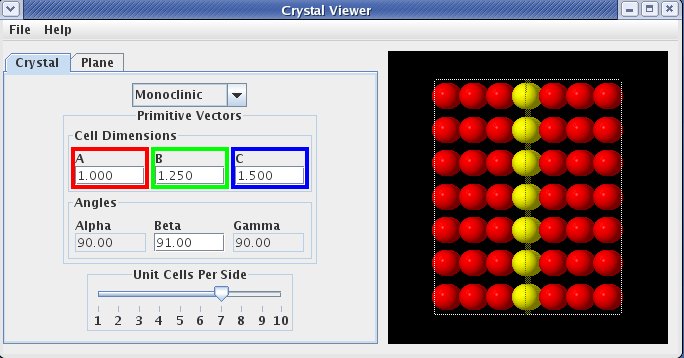 Crystal Viewer
File Help
Crystal Plane
Monoclinic
Primitive Vectors
Cell Dimensions
A B C
1.000 1.250 1.500
Angles
Alpha Beta Gamma
90.00 91.00 90.00
Unit Cells Per Side
1 2 3 4 5 6 7 8 9 10